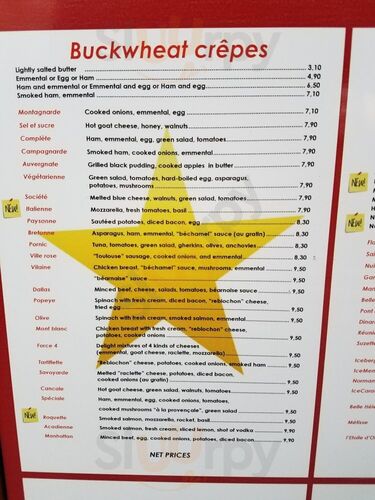 Buckwheat crêpes
Lightly salted butter 3,10
Emmental or Egg or Ham 4,90
Ham and emmental or Emmental and egg or Ham and egg 6,50
Smoked ham, emmental 7,10
Montagnarde Cooked onions, emmental, egg 7,10
Sel et sucre Hot goat cheese, honey, walnuts 7,90
Complète Ham, emmental, egg, green salad, tomatoes 7,90
Campagnarde Smoked ham, cooked onions, emmental 7,90
Auvergnate Grilled black pudding, cooked apples in butter 7,90
Végétarienne Green salad, tomatoes, hard-boiled egg, asparagus,
potatoes, mushrooms 7,90
Société Melted blue cheese, walnuts, green salad, tomatoes 7,90
New! Italienne Mozzarella, fresh tomatoes, basil 7,90
Paysanne Sautéed potatoes, diced bacon, egg 8,30
Bretonne Asparagus, ham, emmental, "béchamel" sauce (au gratin) 8,30
Pornic Tuna, tomatoes, green salad, gherkins, olives, anchovies 8,30
Ville rose "Toulouse" sausage, cooked onions, and emmental 8,30
Vilaine Chicken breast, "béchamel" sauce, mushrooms, emmental 9,50
"béarnaise" sauce
Dallas Minced beef, cheese, salads, tomatoes, bárnaise sauce 9,50
Popeye Spinach with fresh cream, diced bacon, "reblochon" cheese,
fried egg 9,50
Olive Spinach with fresh cream, smoked salmon, emmental 9,50
Mont blanc Chicken breast with fresh cream, "reblochon" cheese,
potatoes, cooked onions 9,50
Force 4 Delight mixtures of 4 kinds of cheeses
(emmental, goat cheese, raclette, mozzarella) 9,50
Tartiflette "Reblochon" cheese, potatoes, cooked onions, smoked ham 9,50
Savoyarde Melted "raclette" cheese, potatoes, diced bacon,
cooked onions (au gratin) 9,50
Cancale Hot goat cheese, green salad, walnuts, tomatoes 9,50
Spéciale Ham, egg, emmental, cooked onions, tomatoes,
cooked mushrooms "à la provençale", green salad 9,50
New! Roquette Smoked salmon, mozzarella, rocket, basil 9,50
Acadienne Smoked salmon, fresh cream, sliced lemon, shot of vodka 9,90
Manhattan Minced beef, egg, cooked onions, potatoes, diced bacon 9,90
NET PRICES